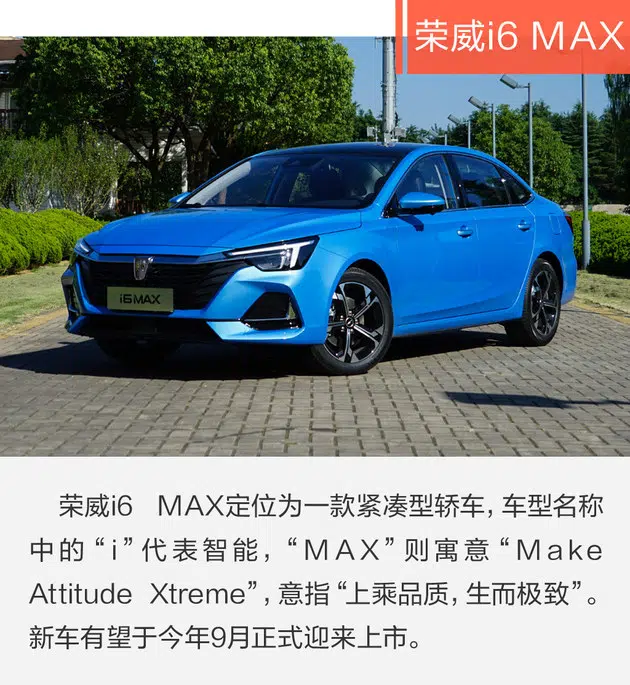 荣威i6 MAX
i6 MAX
荣威i6 MAX定位为一款紧凑型轿车，车型名称
中的“i”代表智能，“MAX”则寓意“Make
Attitude Xtreme”，意指“上乘品质，生而极致”。
新车有望于今年9月正式迎来上市。